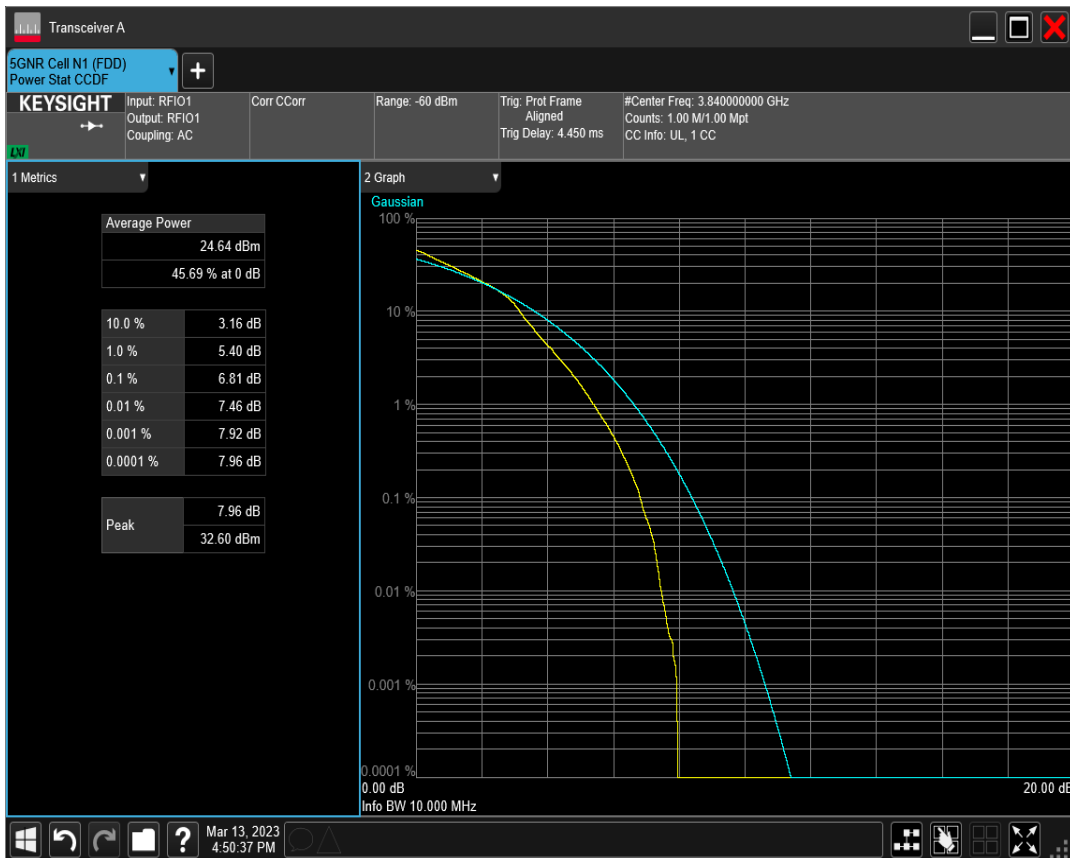 Transceiver A
5GNR Cell N1 (FDD)
Power Stat CCDF
KEYSIGHT
LXI
Input: RFIO1
Output: RFIO1
Coupling: AC
Corr CCorr
Range: -60 dBm
Trig: Prot Frame
Aligned
Trig Delay: 4.450 ms
#Center Freq: 3.840000000 GHz
Counts: 1.00 M/1.00 Mpt
CC Info: UL, 1 CC
1 Metrics
Average Power
24.64 dBm
45.69 % at 0 dB
10.0 % 3.16 dB
1.0 % 5.40 dB
0.1 % 6.81 dB
0.01 % 7.46 dB
0.001 % 7.92 dB
0.0001 % 7.96 dB
Peak 7.96 dB
32.60 dBm
2 Graph
Gaussian
100 %
10 %
1 %
0.1 %
0.01 %
0.001 %
0.0001 %
0.00 dB 20.00 dB
Info BW 10.000 MHz
?
Mar 13, 2023
4:50:37 PM